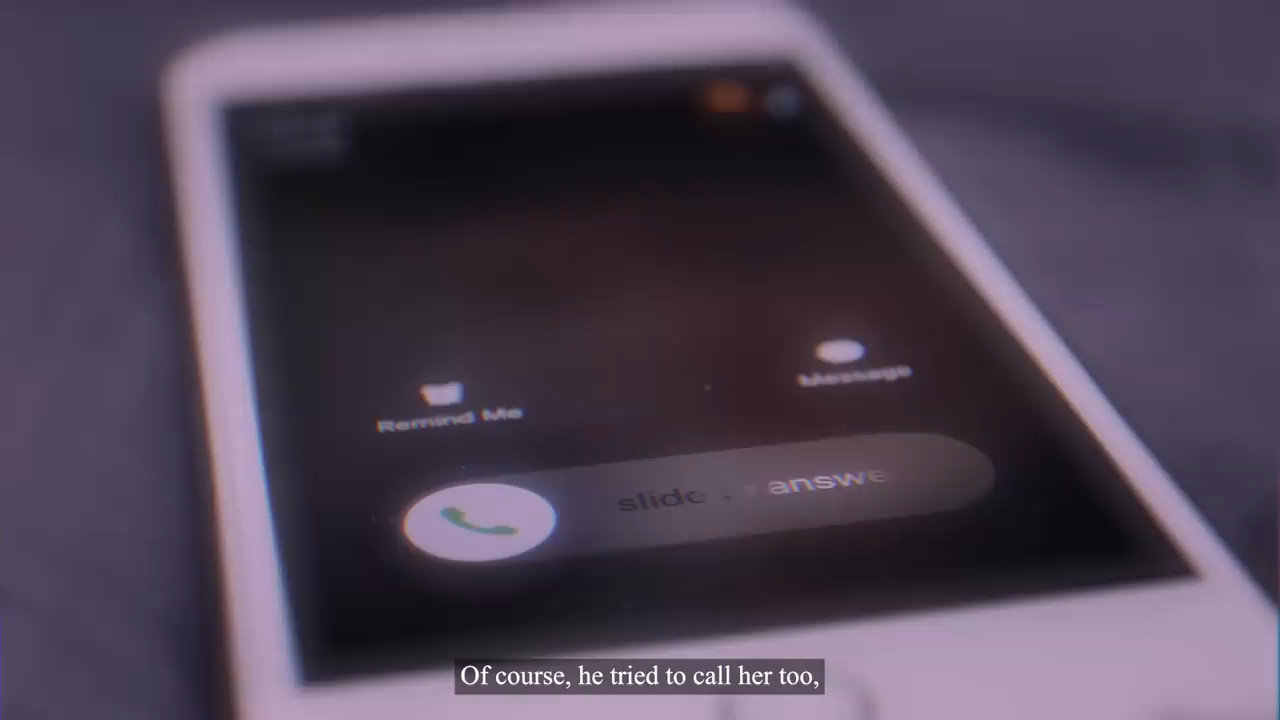 Message
Remind Me
slide answe
Of course, he tried to call her too,